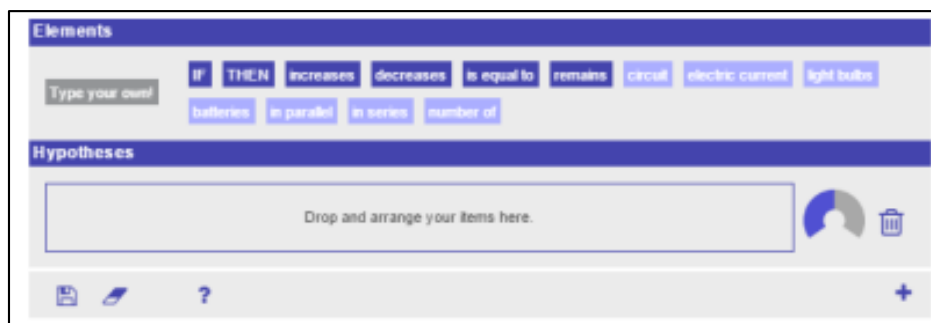 Elements
IF THEN increases decreases is equal to remains circuit electric current light bulbs
Type your own!
batteries in parallel in series number of
Hypotheses
Drop and arrange your items here.
?
+